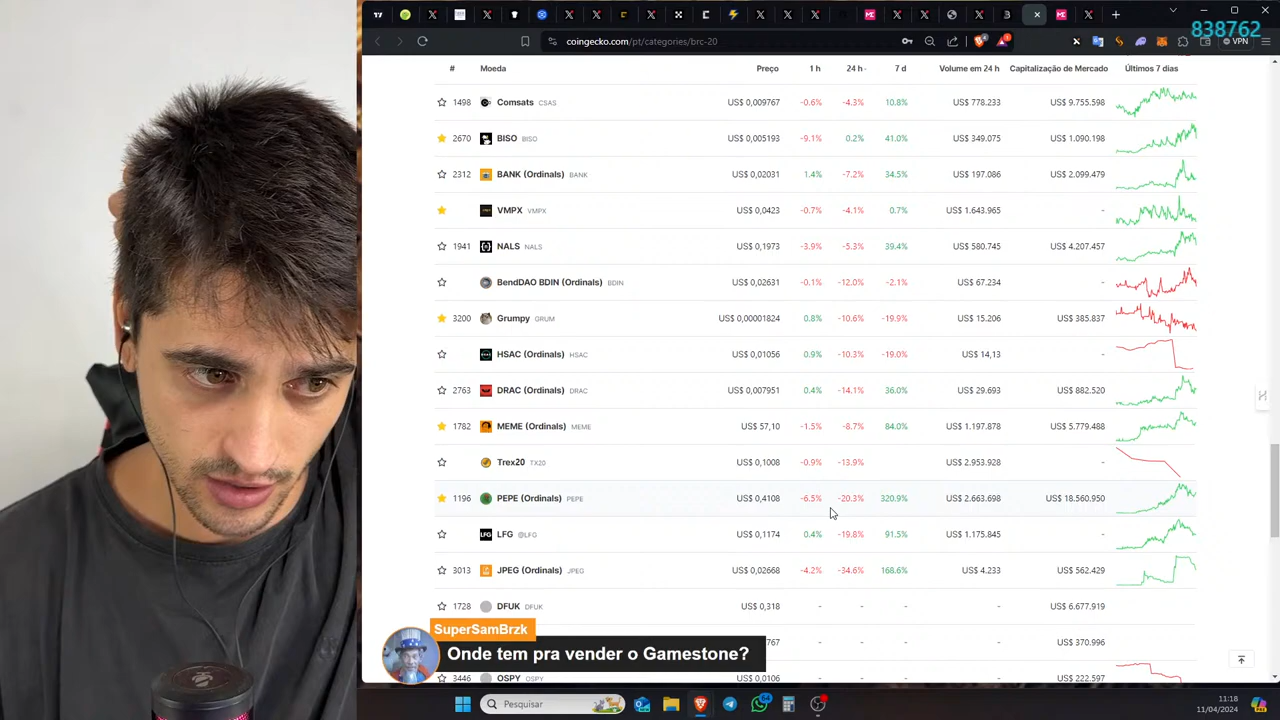 838762
coingecko.com/pt/categories/brc-20
VPN
# Moeda Preço 1 h 24 h Volume em 24 h Capitalização de Mercado Últimos 7 dias
7 d
1498 Comsats CSAS US$ 0,009767 -0,6% -4,3% 10.8% US$ 778.233 US$ 9.755.598
2670 BISO BISO US$ 0,005193 -9,1% 0.2% 41.0% US$ 349.075 US$ 1.090.198
2312 BANK (Ordinals) BANK US$ 0,02031 1.4% -7.2% 34.5% US$ 197.086 US$ 2.099.479
VMPX VMPX US$ 0,0423 -0.7% -4.1% 0.7% US$ 1.643.965 -
1941 NALS NALS US$ 0,1973 -3.9% -5.3% 39.4% US$ 580.745 US$ 4.207.457
BendDAO BDIN (Ordinals) BDIN US$ 0,02631 -0.1% -12.0% -2.1% US$ 67.234 -
3200 Grumpy GRUM US$ 0,00001824 0.8% -10.6% -19.9% US$ 15.206 US$ 385.837
HSAC (Ordinals) HSAC US$ 0,01056 0.9% -10.3% -19.0% US$ 14,13 -
2763 DRAC (Ordinals) DRAC US$ 0,007951 0.4% -14.1% 36.0% US$ 29.693 US$ 882.520
1782 MEME (Ordinals) MEME US$ 57,10 -1.5% -8.7% 84.0% US$ 1.197.878 US$ 5.779.488
Trex20 TX20 US$ 0,1008 -0.9% -13.9% US$ 2.953.928 -
1196 PEPE (Ordinals) PEPE US$ 0,4108 -6.5% -20.3% 320.9% US$ 2.663.698 US$ 18.560.950
LFG @LFG US$ 0,1174 0.4% -19.8% 91.5% US$ 1.175.845 -
3013 JPEG (Ordinals) JPEG US$ 0,02668 -4.2% -34.6% 168.6% US$ 4.233 US$ 562.429
1728 DFUK DFUK US$ 0,318 - - - - US$ 6.677.919
SuperSamBrzk
767 - - - - US$ 370.996
Onde tem pra vender o Gamestone?
3446 OSPY OSPY US$ 0,0106 - - - - US$ 222.597
Pesquisar
11:18
11/04/2024